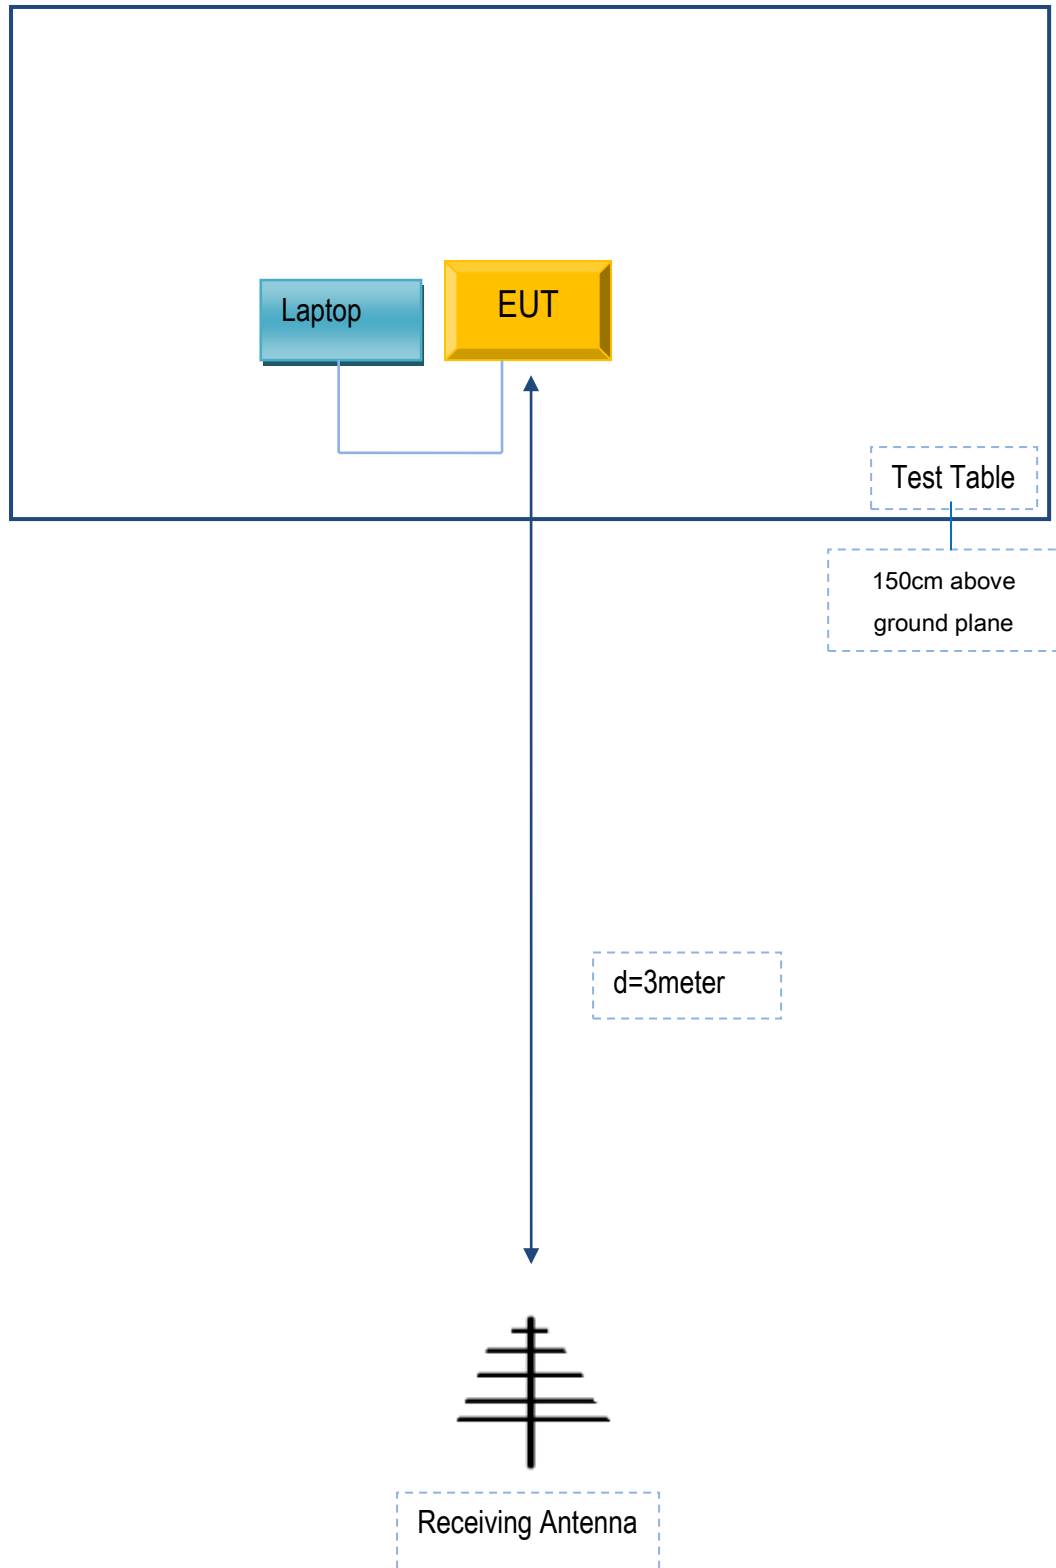 Laptop
EUT
Test Table
150cm above
ground plane
d=3meter
Receiving Antenna